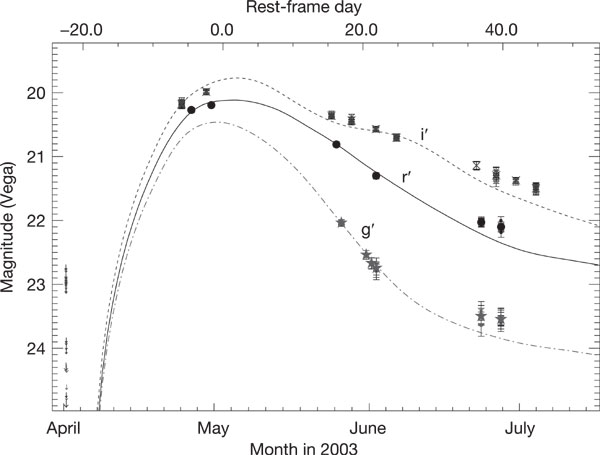 Rest-frame day
−20.0 0.0 20.0 40.0
20
21
22
23
24
Magnitude (Vega)
i′
r′
g′
April May June July
Month in 2003